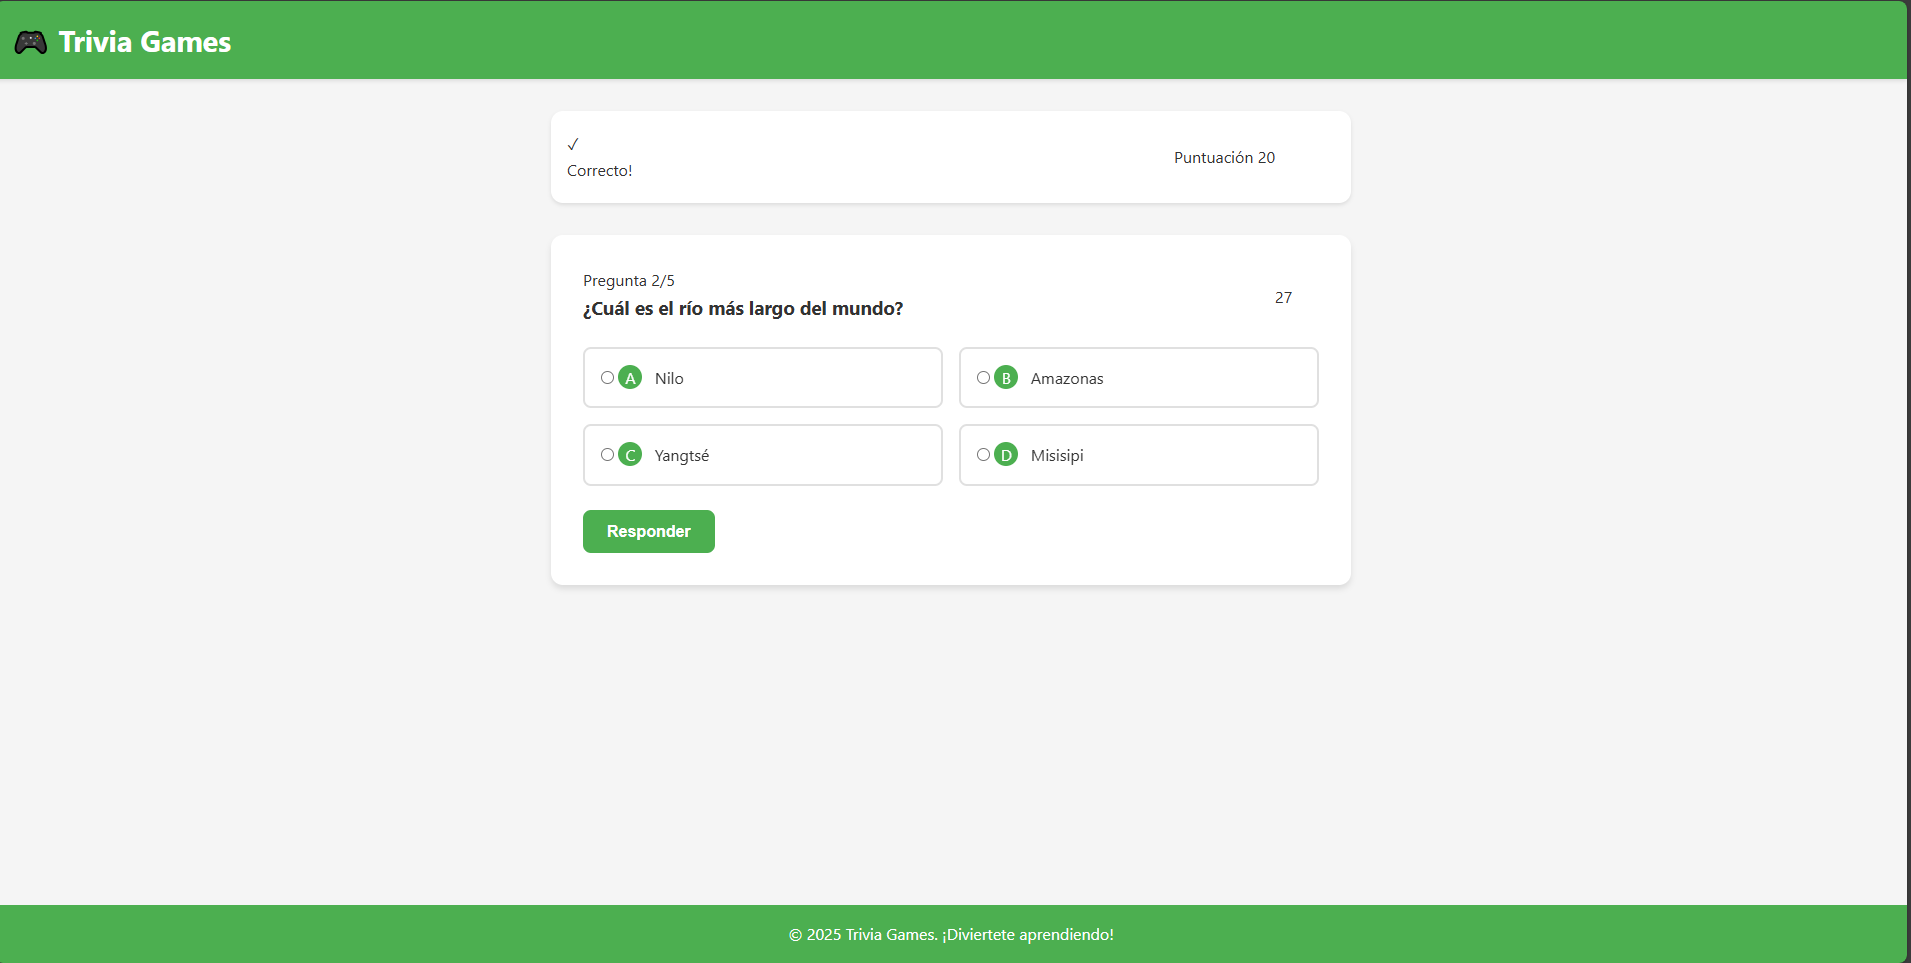 Trivia Games
✓
Correcto!
Puntuación 20
Pregunta 2/5
¿Cuál es el río más largo del mundo?
27
A Nilo
B Amazonas
C Yangtsé
D Misisipi
Responder
© 2025 Trivia Games. ¡Diviertete aprendiendo!